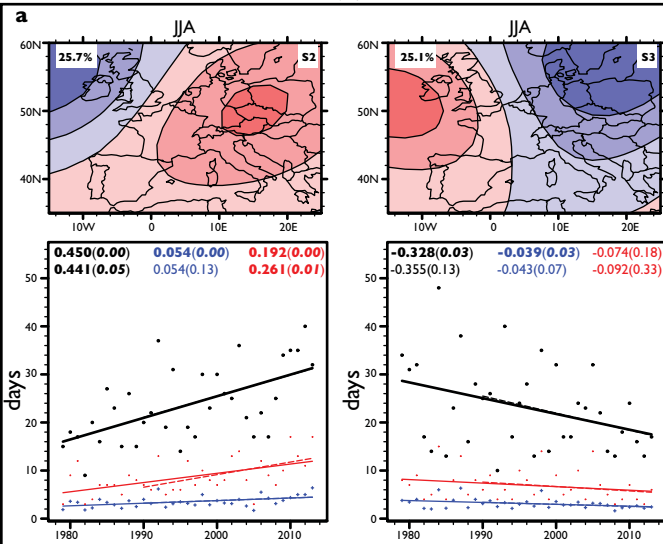 a
JJA JJA
60N 25.7% S2 60N 25.1% S3
50N 50N
40N 40N
10W 0 10E 20E 10W 0 10E 20E
0.450(0.00) 0.054(0.00) 0.192(0.00) -0.328(0.03) -0.039(0.03) -0.074(0.18)
0.441(0.05) 0.054(0.13) 0.261(0.01) -0.355(0.13) -0.043(0.07) -0.092(0.33)
50 50
40 40
days 30 days 30
20 20
10 10
0 0
1980 1990 2000 2010 1980 1990 2000 2010